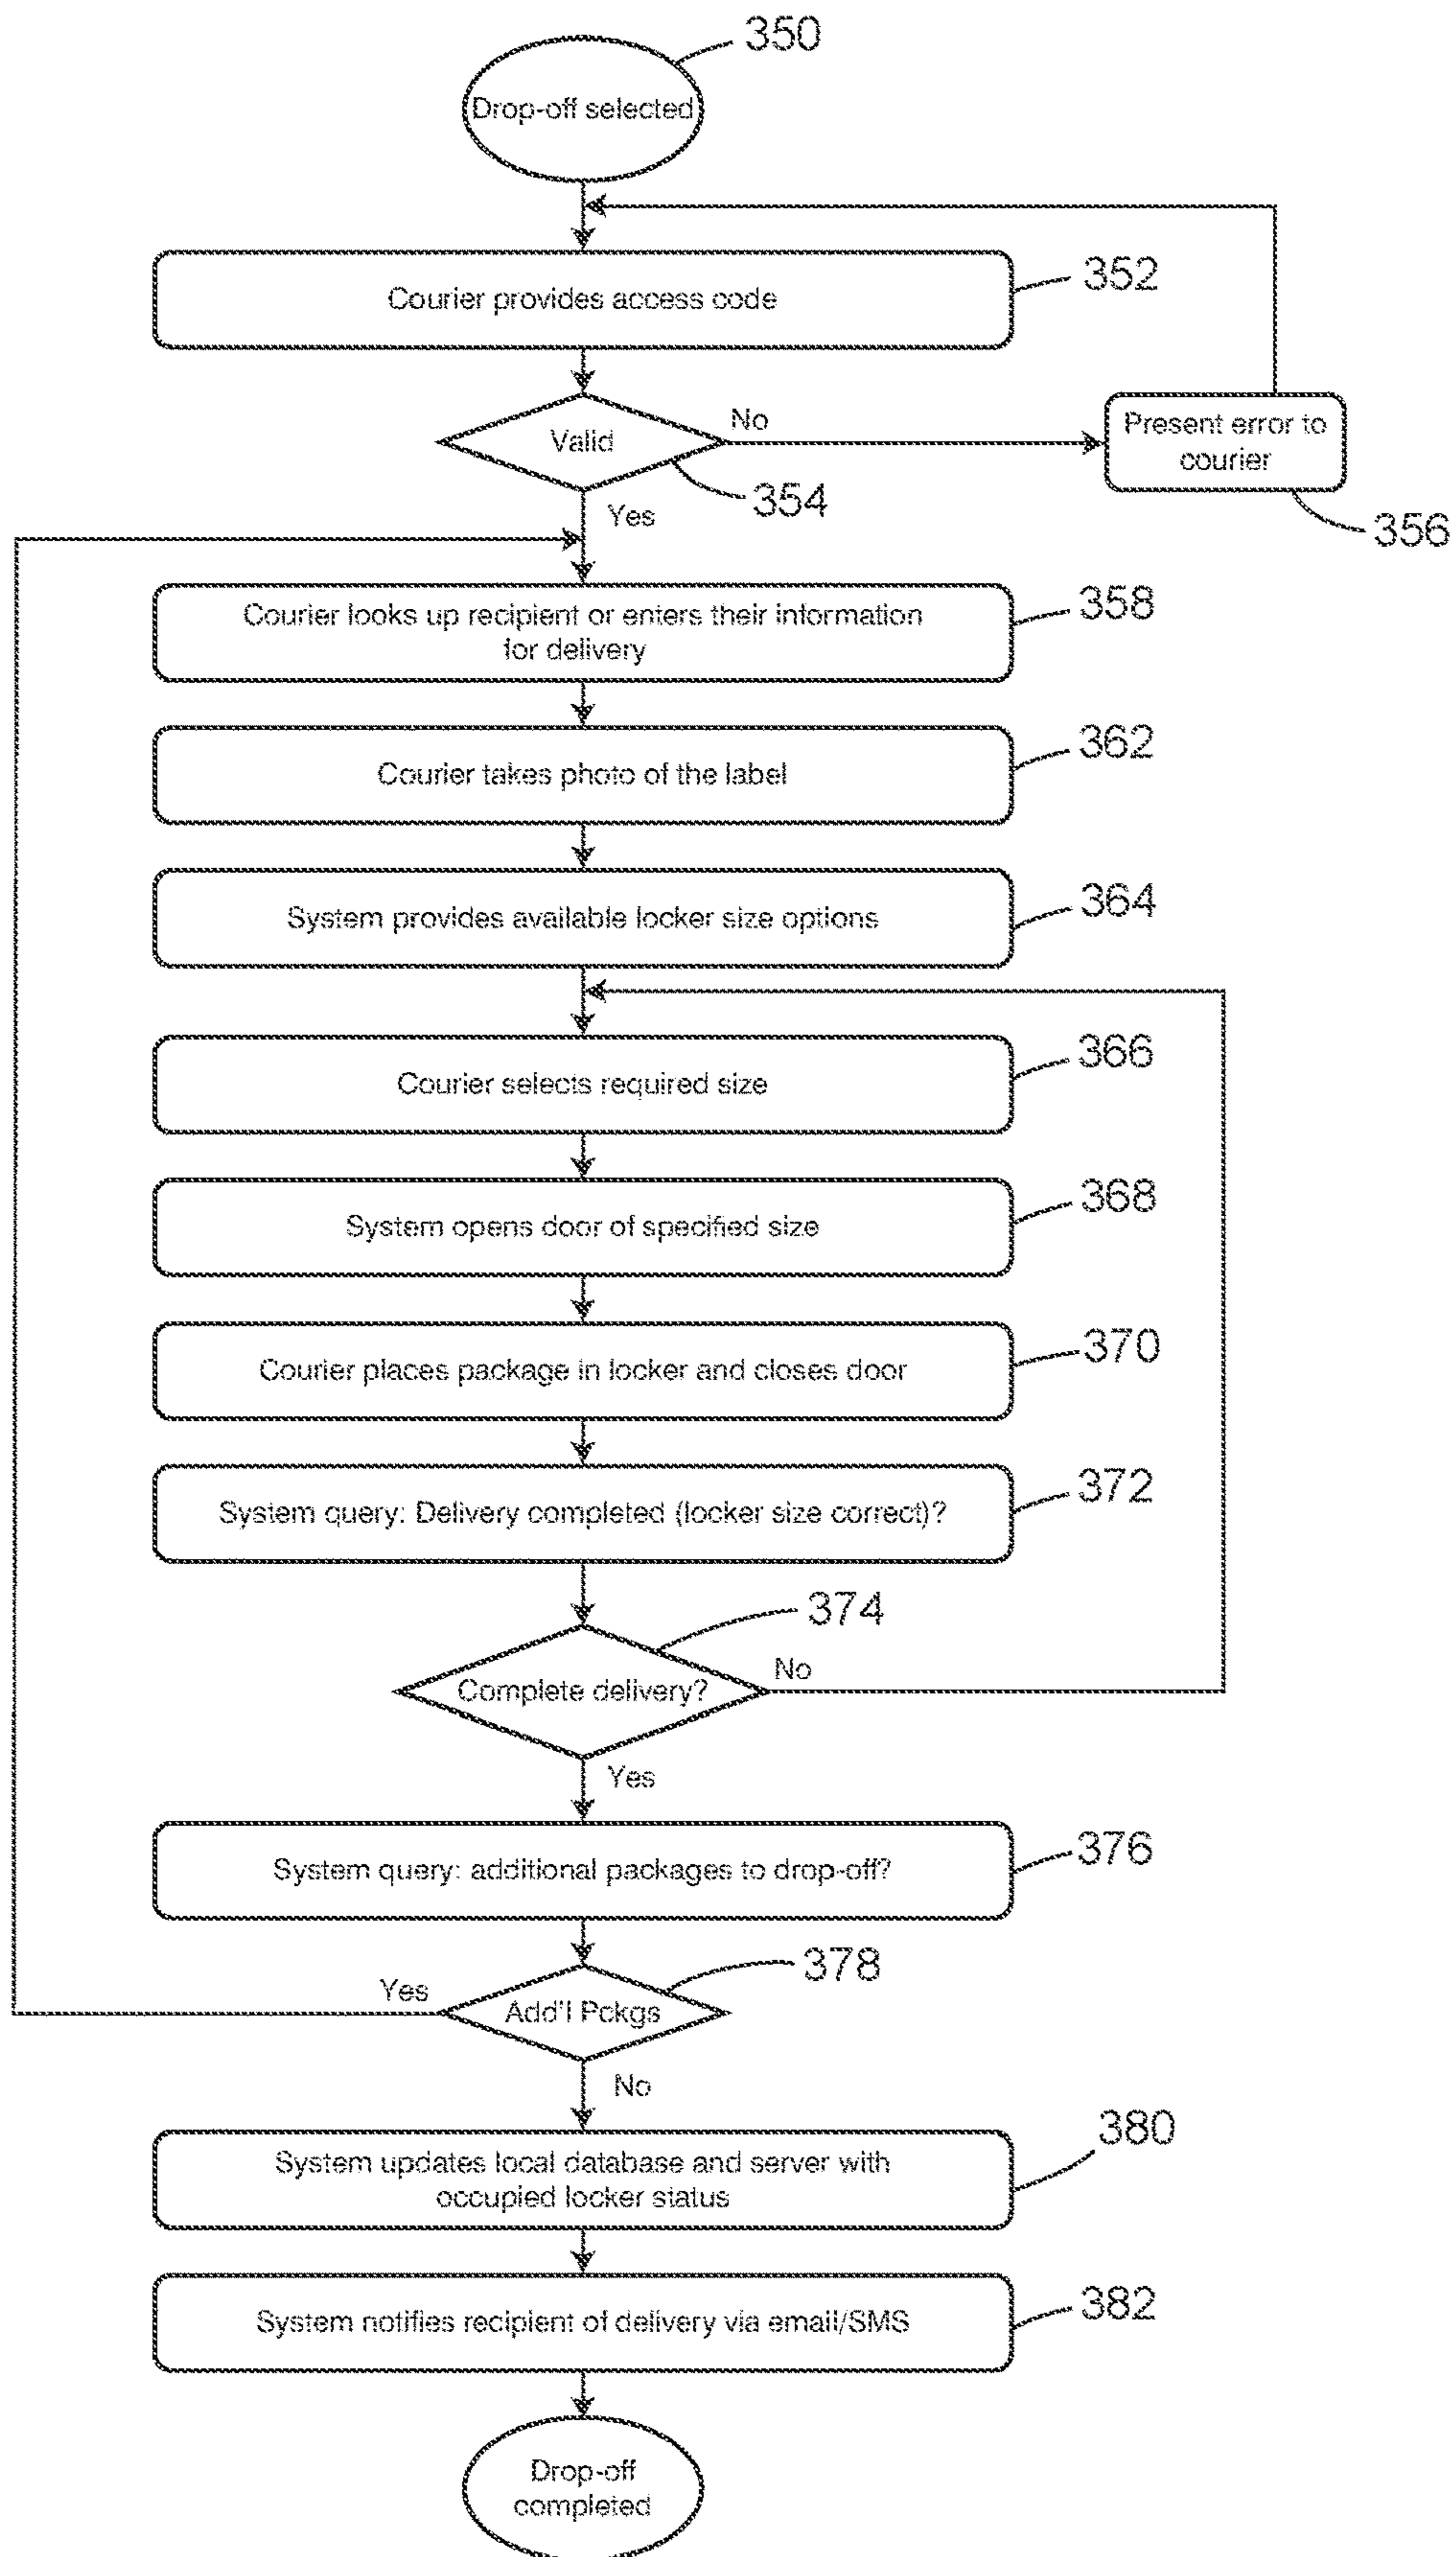 350
Drop-off selected
Courier provides access code
352
Valid
No
354
Present error to
courier
356
Yes
Courier looks up recipient or enters their information
for delivery
358
Courier takes photo of the label
362
System provides available locker size options
364
Courier selects required size
366
System opens door of specified size
368
Courier places package in locker and closes door
370
System query: Delivery completed (locker size correct)?
372
374
Complete delivery?
No
Yes
System query: additional packages to drop-off?
376
378
Yes
Add'l Pckgs
No
380
System updates local database and server with
occupied locker status
System notifies recipient of delivery via email/SMS
382
Drop-off
completed